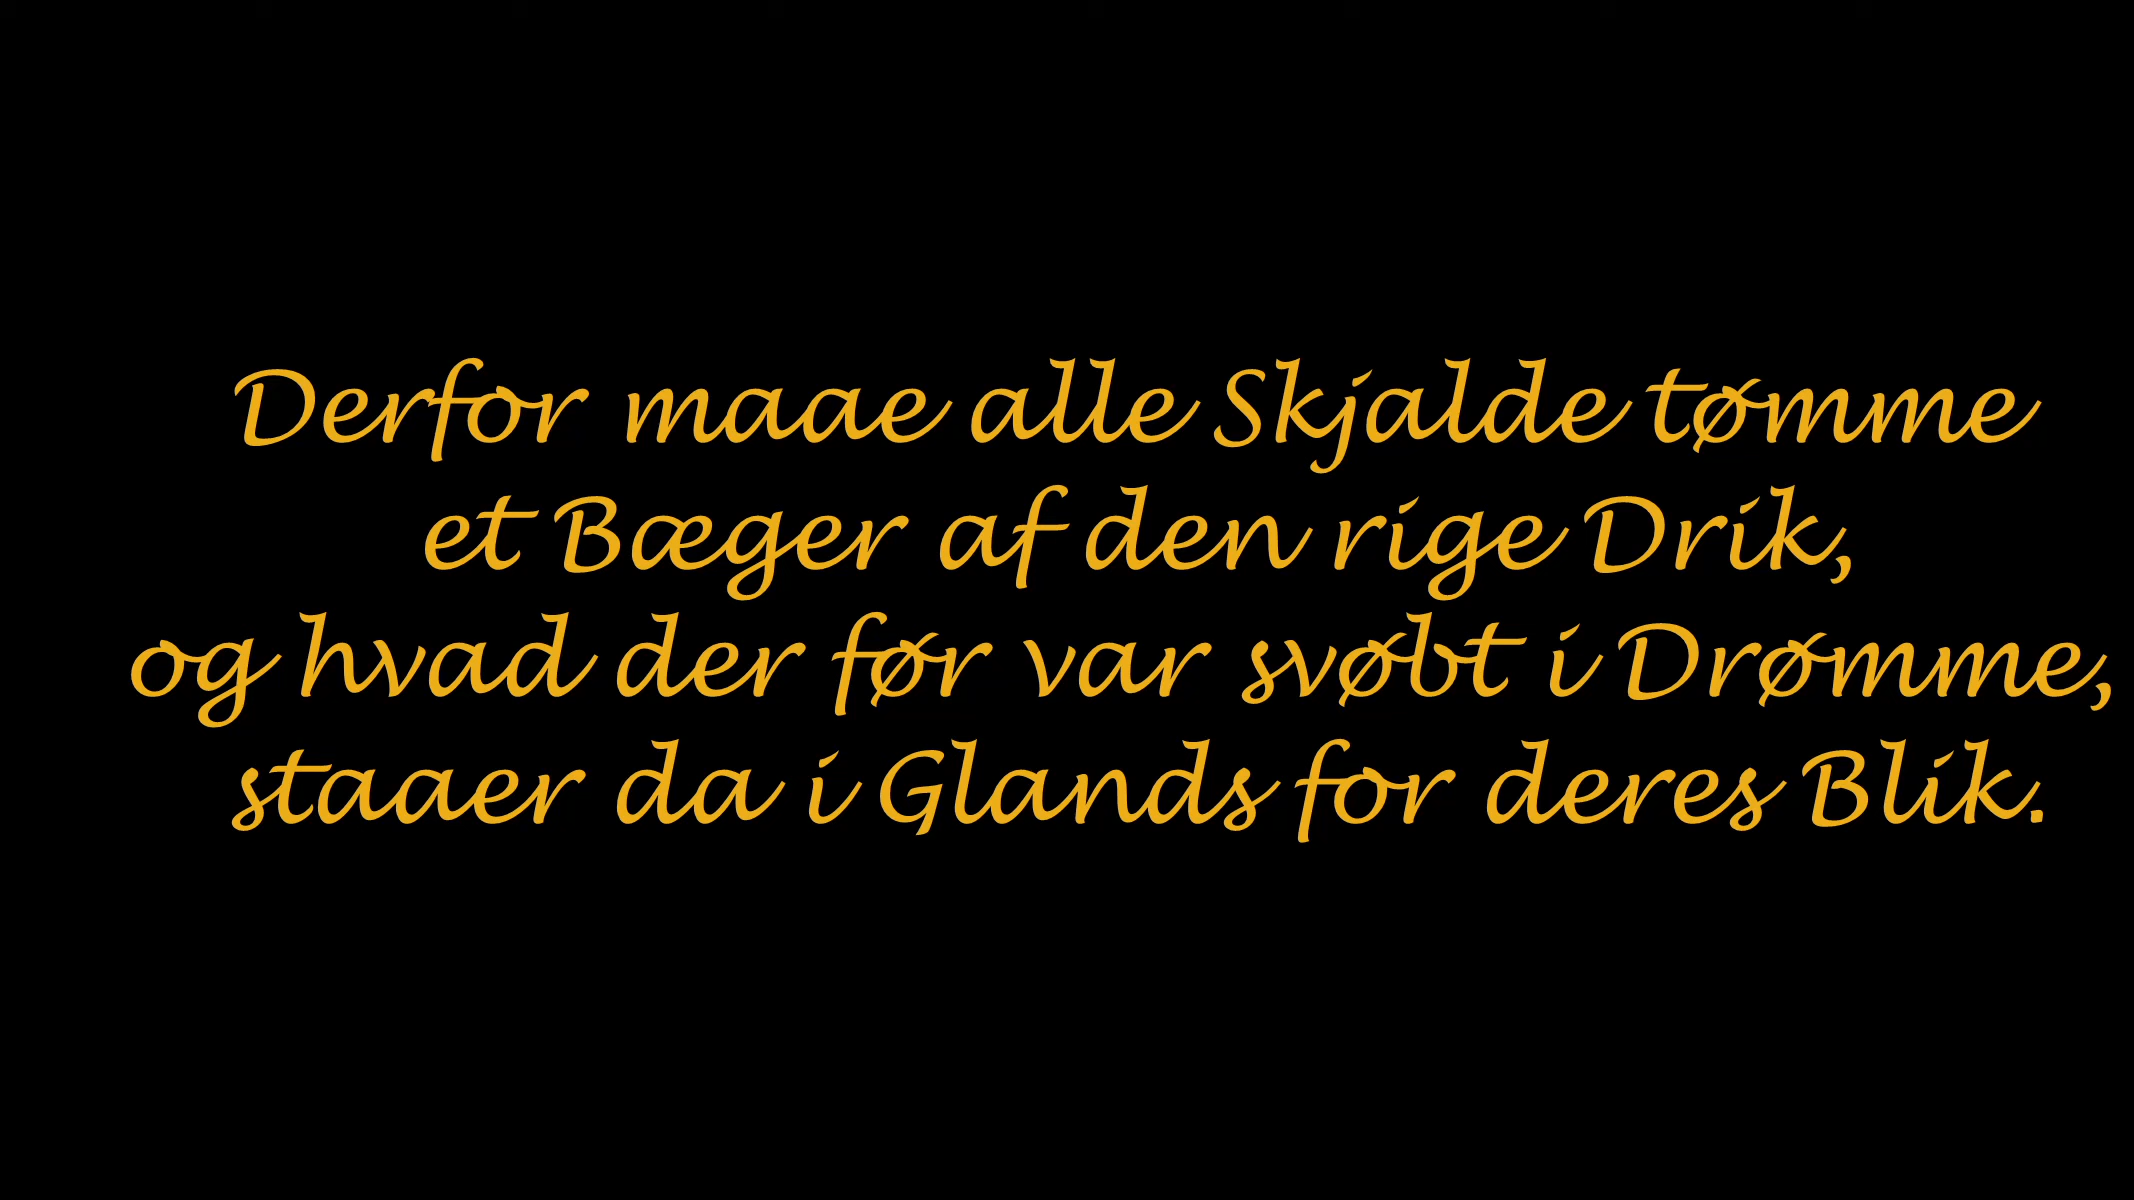 Derfor maae alle Skjalde tømme
et Bæger af den rige Drik,
og hvad der før var svøbt i Drømme,
staaer da i Glands for deres Blik.